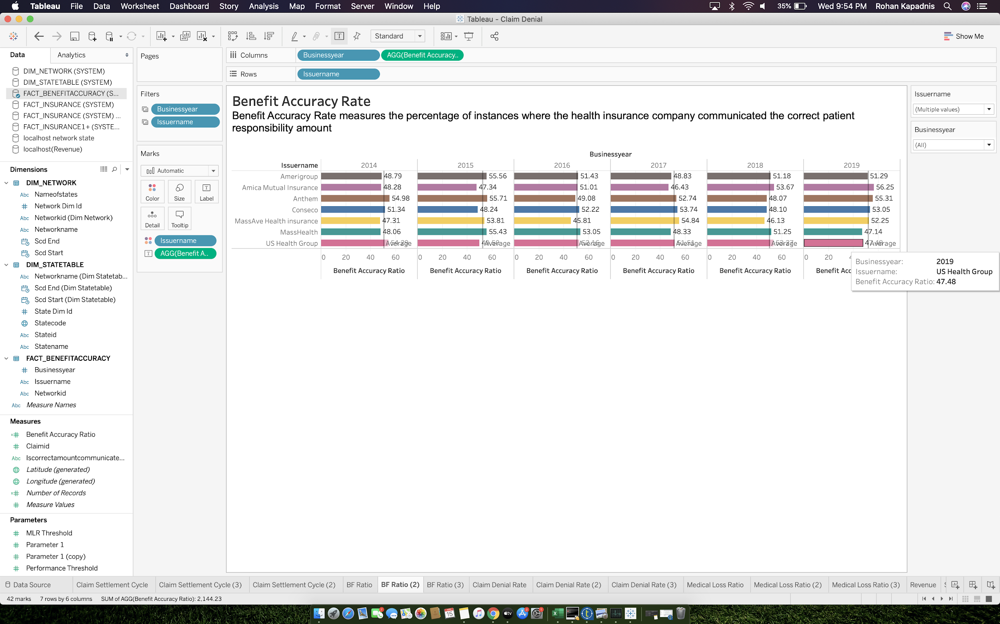 Tableau File Data Worksheet Dashboard Story Analysis Map Format Server Window Help 35% Wed 9:54 PM Rohan Kapadnis
Tableau - Claim Denial
Standard Show Me
Data Analytics
DIM_NETWORK (SYSTEM)
DIM_STATETABLE (SYSTEM)
FACT_BENEFITACCURACY (S...
FACT_INSURANCE (SYSTEM)
FACT_INSURANCE (SYSTEM) ...
FACT_INSURANCE1+ (SYSTE...
localhost network state
localhost(Revenue)
Dimensions
DIM_NETWORK
Abc Nameofstates
# Network Dim Id
Abc Networkid (Dim Network)
Abc Networkname
Scd End
Scd Start
DIM_STATETABLE
Abc Networkname (Dim Statetab...
Scd End (Dim Statetable)
Scd Start (Dim Statetable)
# State Dim Id
Statecode
Abc Stateid
Abc Statename
FACT_BENEFITACCURACY
# Businessyear
Abc Issuername
Abc Networkid
Abc Measure Names
Measures
=# Benefit Accuracy Ratio
# Claimid
Abc Iscorrectamountcommunicate...
Latitude (generated)
Longitude (generated)
=# Number of Records
# Measure Values
Parameters
# MLR Threshold
# Parameter 1
# Parameter 1 (copy)
# Performance Threshold
Pages
Filters
Businessyear
Issuername
Marks
Automatic
Color Size Label
Detail Tooltip
Issuername
AGG(Benefit A..
Columns Businessyear AGG(Benefit Accuracy..
Rows Issuername
Benefit Accuracy Rate
Benefit Accuracy Rate measures the percentage of instances where the health insurance company communicated the correct patient
responsibility amount
Businessyear
Issuername 2014 2015 2016 2017 2018 2019
Amerigroup 48.79 55.56 51.43 48.83 51.18 51.29
Amica Mutual Insurance 48.28 47.34 51.01 46.43 53.67 56.25
Anthem 54.98 55.71 49.08 52.74 48.07 55.31
Conseco 51.34 48.24 52.22 53.74 48.10 53.05
MassAve Health insurance 47.31 53.81 45.81 54.84 46.13 52.25
MassHealth 48.06 55.43 53.05 48.33 51.25 47.14
US Health Group Average Average Average Average Average Average
0 20 40 60 0 20 40 60 0 20 40 60 0 20 40 60 0 20 40 60 0 20
Benefit Accuracy Ratio Benefit Accuracy Ratio Benefit Accuracy Ratio Benefit Accuracy Ratio Benefit Accuracy Ratio Benefit Acc
Businessyear: 2019
Issuername: US Health Group
Benefit Accuracy Ratio: 47.48
Issuername
(Multiple values)
Businessyear
(All)
Data Source Claim Settlement Cycle Claim Settlement Cycle (3) Claim Settlement Cycle (2) BF Ratio BF Ratio (2) BF Ratio (3) Claim Denial Rate Claim Denial Rate (2) Claim Denial Rate (3) Medical Loss Ratio Medical Loss Ratio (2) Medical Loss Ratio (3) Revenue
42 marks 7 rows by 6 columns SUM of AGG(Benefit Accuracy Ratio): 2,144.23